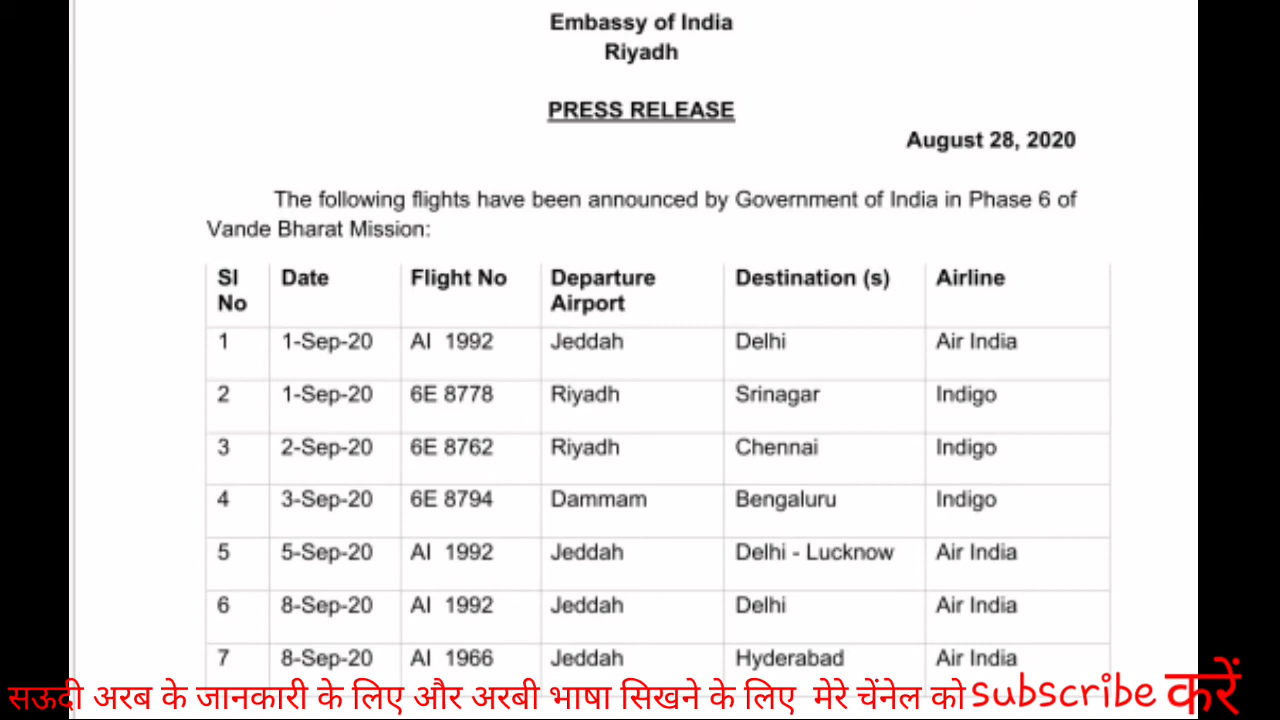 Embassy of India
Riyadh
PRESS RELEASE
August 28, 2020
The following flights have been announced by Government of India in Phase 6 of
Vande Bharat Mission:
Sl No Date Flight No Departure Airport Destination (s) Airline
1 1-Sep-20 AI 1992 Jeddah Delhi Air India
2 1-Sep-20 6E 8778 Riyadh Srinagar Indigo
3 2-Sep-20 6E 8762 Riyadh Chennai Indigo
4 3-Sep-20 6E 8794 Dammam Bengaluru Indigo
5 5-Sep-20 AI 1992 Jeddah Delhi - Lucknow Air India
6 8-Sep-20 AI 1992 Jeddah Delhi Air India
7 8-Sep-20 AI 1966 Jeddah Hyderabad Air India
सऊदी अरब के जानकारी के लिए और अरबी भाषा सिखने के लिए मेरे चेंनेल को subscribe करें